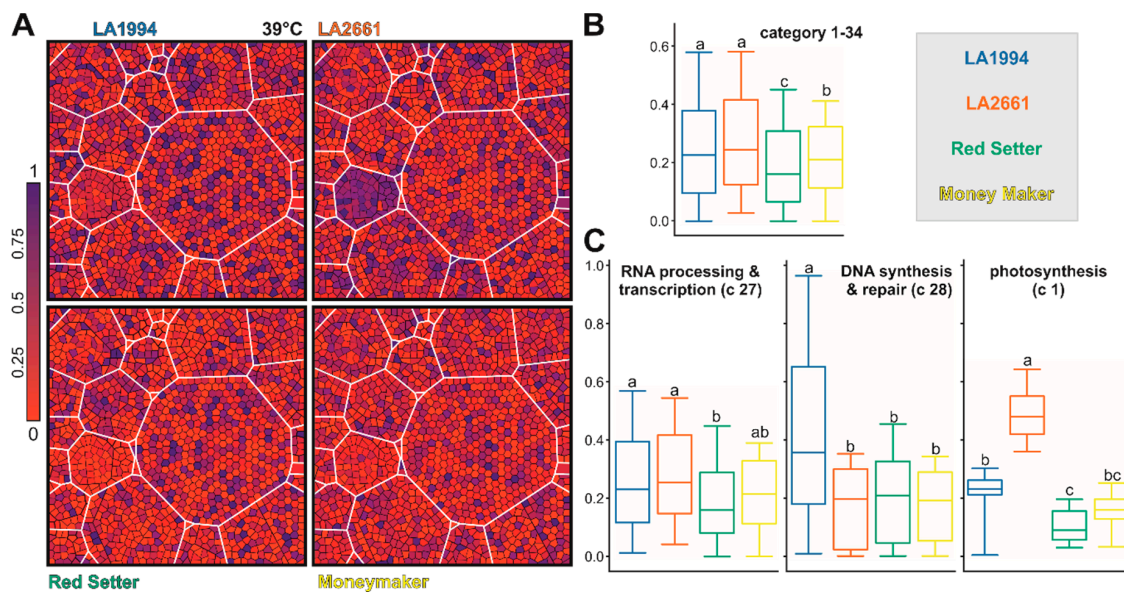 A
LA1994
39°C
LA2661
1
0.75
0.5
0.25
0
Red Setter
Moneymaker
B
category 1-34
0.6
0.4
0.2
0.0
a
a
c
b
LA1994
LA2661
Red Setter
Money Maker
C
1.0
0.8
0.6
0.4
0.2
0.0
RNA processing &
transcription (c 27)
a
a
b
ab
DNA synthesis
& repair (c 28)
a
b
b
b
photosynthesis
(c 1)
b
a
c
bc